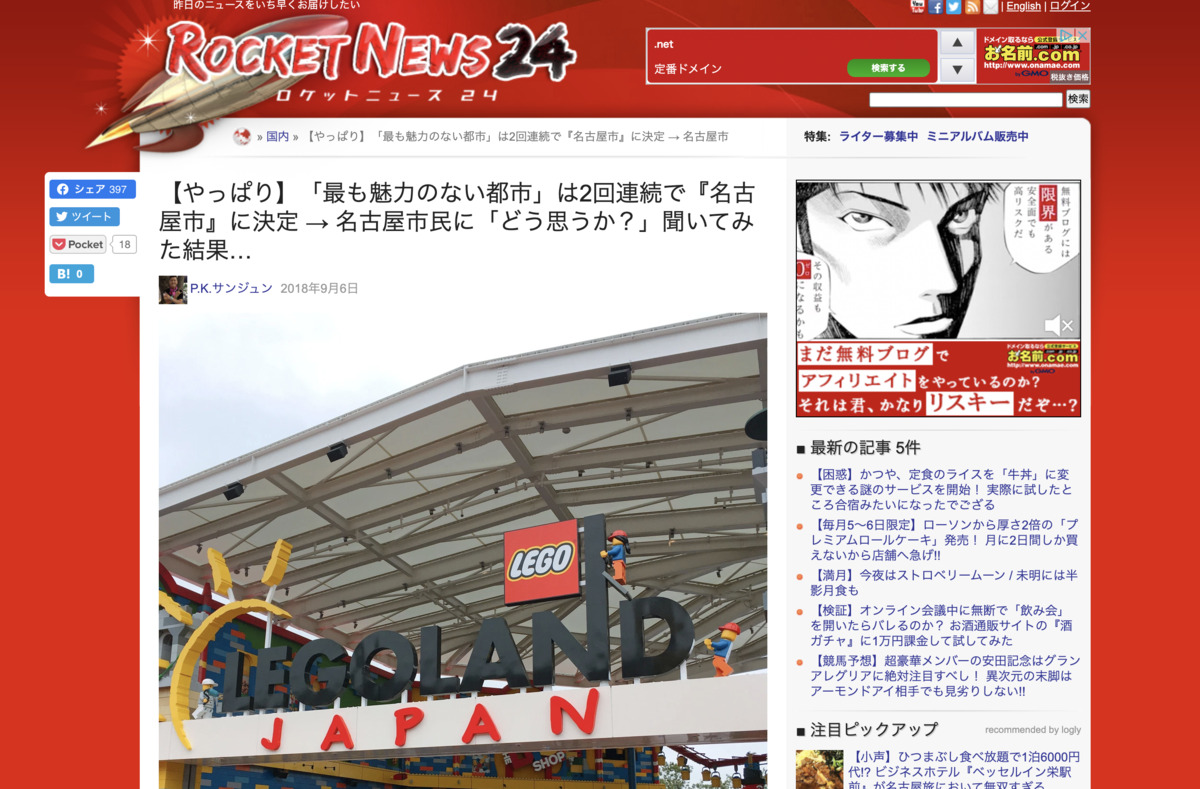 昨日のニュースをいち早くお届けしたい
You Tube
English | ログイン
ROCKET NEWS 24
ロケットニュース 24
.net
定番ドメイン
検索する
ドメイン取るなら
お名前.com
http://www.onamae.com
by GMO
税抜き価格
検索
» 国内 » 【やっぱり】「最も魅力のない都市」は2回連続で『名古屋市』に決定 → 名古屋市
特集: ライター募集中 ミニアルバム販売中
シェア 397
ツイート
Pocket 18
B! 0
【やっぱり】「最も魅力のない都市」は2回連続で『名古
屋市』に決定 → 名古屋市民に「どう思うか？」聞いてみ
た結果…
P.K.サンジュン 2018年9月6日
LEGO
LEGOLAND
JAPAN
SHOP
無料ブログには
限界がある
安全面でも
高リスクだ
その収益も
0になるかも
まだ無料ブログで
アフィリエイトをやっているのか?
それは君、かなりリスキーだぞ…?
ドメイン取るなら
お名前.com
http://www.onamae.com
by GMO
■ 最新の記事 5件
【困惑】かつや、定食のライスを「牛丼」に変
更できる謎のサービスを開始！ 実際に試したと
ころ合宿みたいになったでござる
【毎月5〜6日限定】ローソンから厚さ2倍の「プ
レミアムロールケーキ」発売！ 月に2日間しか買
えないから店舗へ急げ!!
【満月】今夜はストロベリームーン / 未明には半
影月食も
【検証】オンライン会議中に無断で「飲み会」
を開いたらバレるのか？ お酒通販サイトの『酒
ガチャ』に1万円課金して試してみた
【競馬予想】超豪華メンバーの安田記念はグラン
アレグリアに絶対注目すべし！ 異次元の末脚は
アーモンドアイ相手でも見劣りしない!!
■ 注目ピックアップ
recommended by logly
【小声】ひつまぶし食べ放題で1泊6000円
代!? ビジネスホテル『ベッセルイン栄駅
前』が名古屋旅において無双すぎる